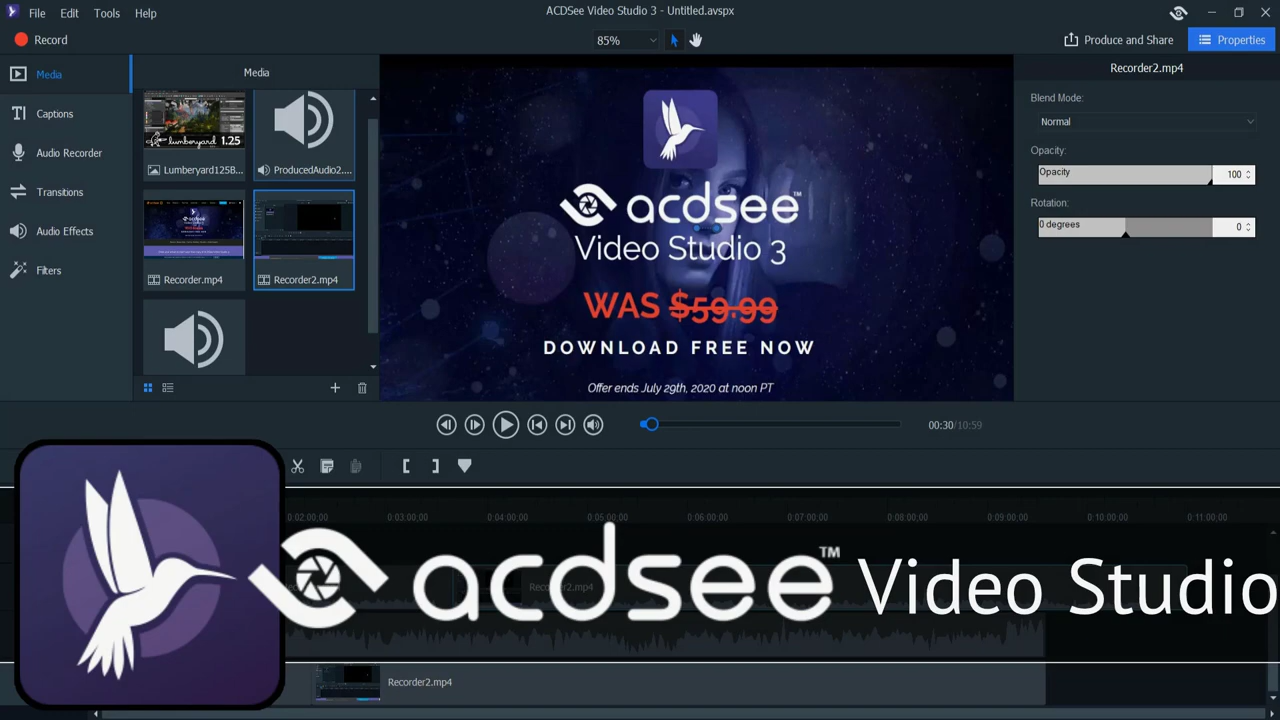 ACDSee Video Studio 3 - Untitled.avspx
File Edit Tools Help
Record
85%
Produce and Share
Properties
Media
Captions
Audio Recorder
Transitions
Audio Effects
Filters
Media
Lumberyard 1.25
Lumberyard125B...
ProducedAudio2....
Recorder.mp4
Recorder2.mp4
acdsee™
Video Studio 3
WAS $59.99
DOWNLOAD FREE NOW
Offer ends July 29th, 2020 at noon PT
Recorder2.mp4
Blend Mode:
Normal
Opacity:
Opacity 100
Rotation:
0 degrees 0
00:30/10:59
0:02:00;00 0:03:00;00 0:04:00;00 0:05:00;00 0:06:00;00 0:07:00;00 0:08:00;00 0:09:00;00 0:10:00;00 0:11:00;00
Recorder2.mp4
acdsee™ Video Studio
Recorder2.mp4